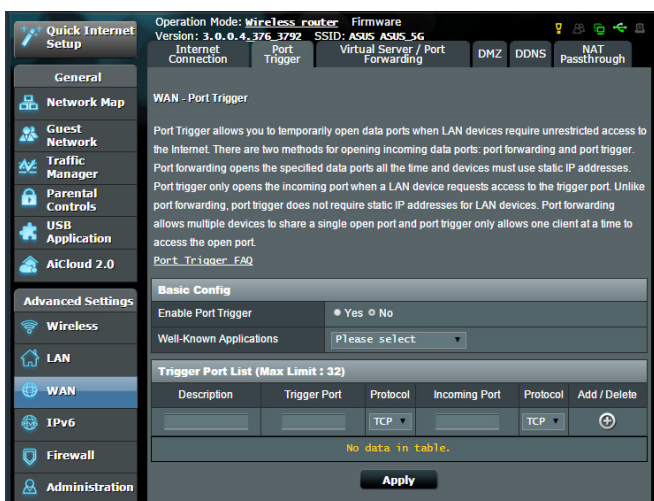 Quick Internet
Setup
General
Network Map
Guest
Network
Traffic
Manager
Parental
Controls
USB
Application
AiCloud 2.0
Advanced Settings
Wireless
LAN
WAN
IPv6
Firewall
Administration
Operation Mode: Wireless router Firmware
Version: 3.0.0.4.376_3792 SSID: ASUS ASUS_5G
Internet
Connection
Port
Trigger
Virtual Server / Port
Forwarding
DMZ
DDNS
NAT
Passthrough
WAN - Port Trigger
Port Trigger allows you to temporarily open data ports when LAN devices require unrestricted access to
the Internet. There are two methods for opening incoming data ports: port forwarding and port trigger.
Port forwarding opens the specified data ports all the time and devices must use static IP addresses.
Port trigger only opens the incoming port when a LAN device requests access to the trigger port. Unlike
port forwarding, port trigger does not require static IP addresses for LAN devices. Port forwarding
allows multiple devices to share a single open port and port trigger only allows one client at a time to
access the open port.
Port Trigger FAQ
Basic Config
Enable Port Trigger Yes No
Well-Known Applications Please select
Trigger Port List (Max Limit : 32)
Description Trigger Port Protocol Incoming Port Protocol Add / Delete
TCP TCP
No data in table.
Apply